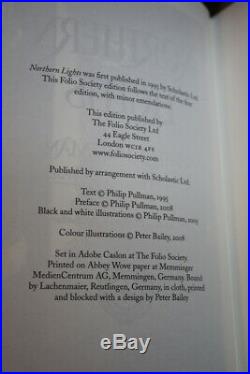 Northern Lights was first published in 1995 by Scholastic Ltd.
This Folio Society edition follows the text of the first
edition, with minor emendations.
This edition published by
The Folio Society Ltd
44 Eagle Street
London WC1R 4FS
www.foliosociety.com
Published by arrangement with Scholastic Ltd.
Text © Philip Pullman, 1995
Preface © Philip Pullman, 2008
Black and white illustrations © Philip Pullman, 2005
Colour illustrations © Peter Bailey, 2008
Set in Adobe Caslon at The Folio Society.
Printed on Abbey Wove paper at Memminger
MedienCentrum AG, Memmingen, Germany. Bound
by Lachenmaier, Reutlingen, Germany, in cloth, printed
and blocked with a design by Peter Bailey